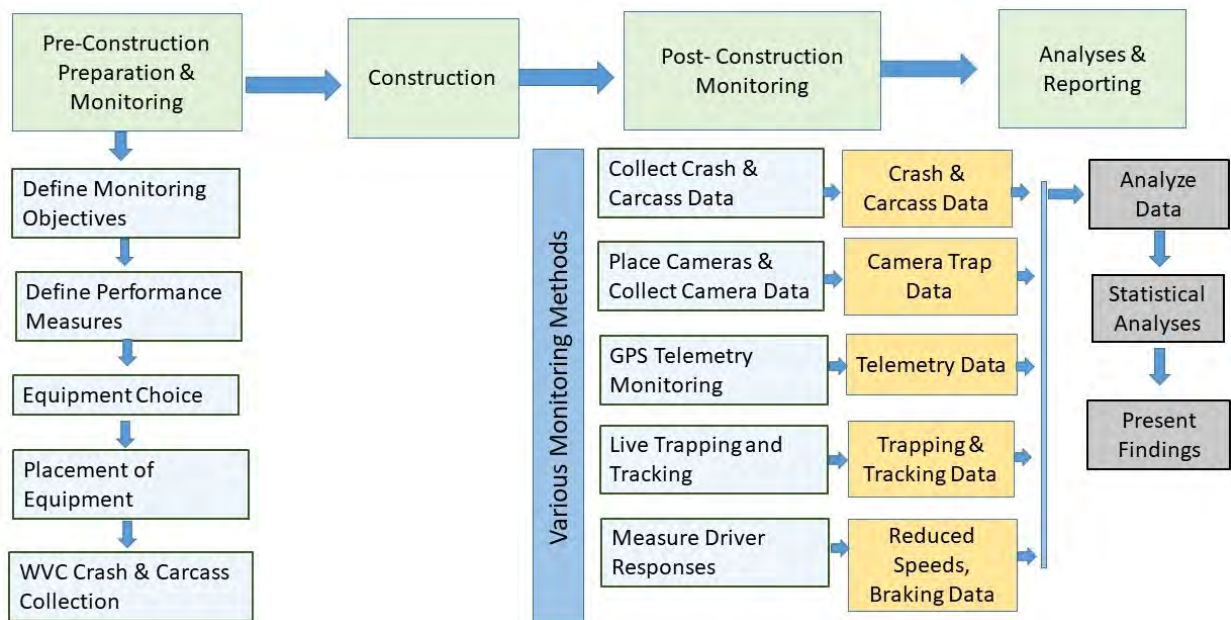 Pre-Construction
Preparation &
Monitoring
Construction
Post- Construction
Monitoring
Analyses &
Reporting
Define Monitoring
Objectives
Define Performance
Measures
Equipment Choice
Placement of
Equipment
WVC Crash & Carcass
Collection
Various Monitoring Methods
Collect Crash &
Carcass Data
Crash &
Carcass Data
Place Cameras &
Collect Camera Data
Camera Trap
Data
GPS Telemetry
Monitoring
Telemetry Data
Live Trapping and
Tracking
Trapping &
Tracking Data
Measure Driver
Responses
Reduced
Speeds,
Braking Data
Analyze
Data
Statistical
Analyses
Present
Findings